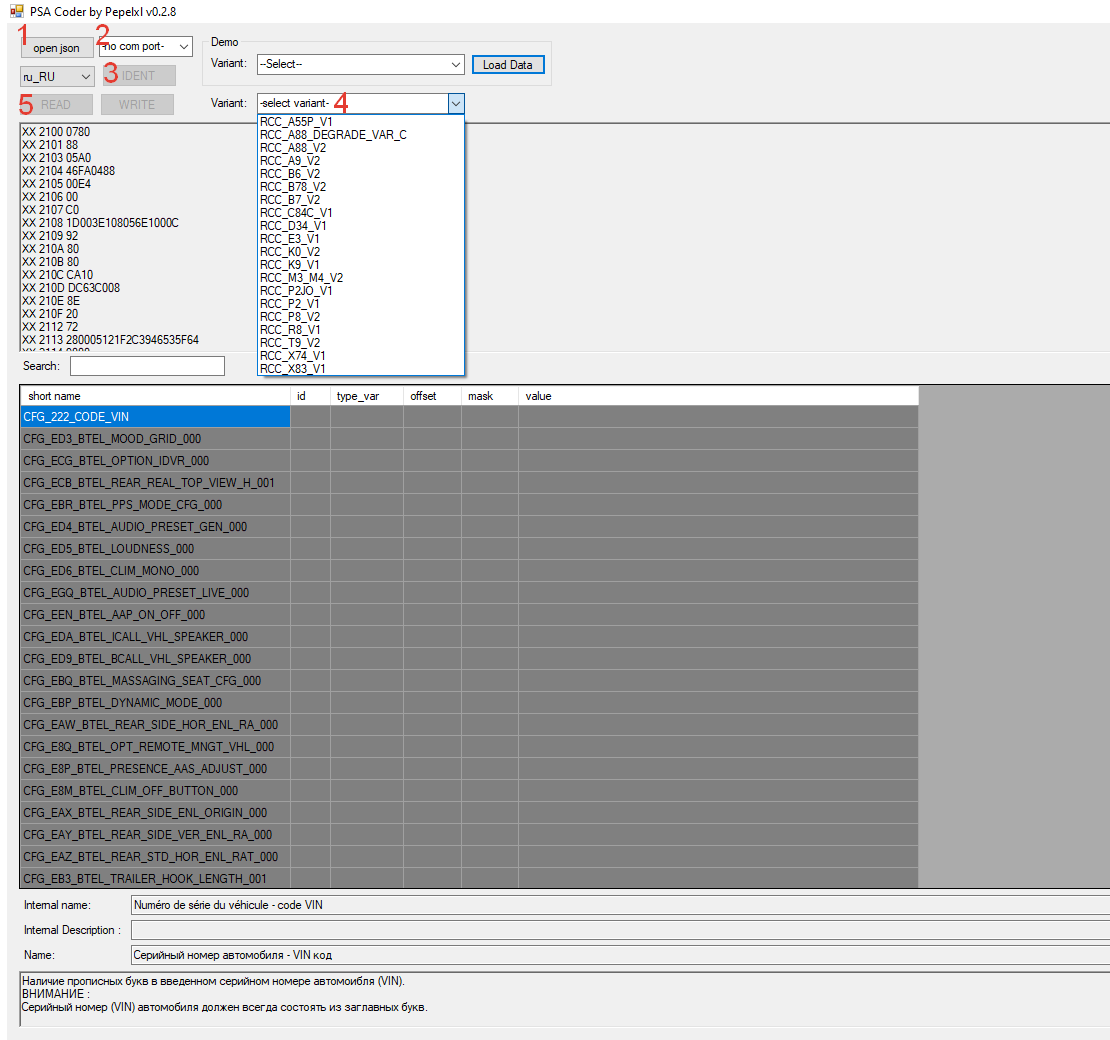 PSA Coder by Pepelxl v0.2.8
1
2
open json
-no com port-
Demo
Variant:
--Select--
Load Data
ru_RU
3
IDENT
5
READ
WRITE
Variant:
-select variant-
4
RCC_A55P_V1
RCC_A88_DEGRADE_VAR_C
RCC_A88_V2
RCC_A9_V2
RCC_B6_V2
RCC_B78_V2
RCC_B7_V2
RCC_C84C_V1
RCC_D34_V1
RCC_E3_V1
RCC_K0_V2
RCC_K9_V1
RCC_M3_M4_V2
RCC_P2JO_V1
RCC_P2_V1
RCC_P8_V2
RCC_R8_V1
RCC_T9_V2
RCC_X74_V1
RCC_X83_V1
XX 2100 0780
XX 2101 88
XX 2103 05A0
XX 2104 46FA0488
XX 2105 00E4
XX 2106 00
XX 2107 C0
XX 2108 1D003E108056E1000C
XX 2109 92
XX 210A 80
XX 210B 80
XX 210C CA10
XX 210D DC63C008
XX 210E 8E
XX 210F 20
XX 2112 72
XX 2113 280005121F2C3946535F64
Search:
short name id type_var offset mask value
CFG_222_CODE_VIN
CFG_ED3_BTEL_MOOD_GRID_000
CFG_ECG_BTEL_OPTION_IDVR_000
CFG_ECB_BTEL_REAR_REAL_TOP_VIEW_H_001
CFG_EBR_BTEL_PPS_MODE_CFG_000
CFG_ED4_BTEL_AUDIO_PRESET_GEN_000
CFG_ED5_BTEL_LOUDNESS_000
CFG_ED6_BTEL_CLIM_MONO_000
CFG_EGQ_BTEL_AUDIO_PRESET_LIVE_000
CFG_EEN_BTEL_AAP_ON_OFF_000
CFG_EDA_BTEL_ICALL_VHL_SPEAKER_000
CFG_ED9_BTEL_BCALL_VHL_SPEAKER_000
CFG_EBQ_BTEL_MASSAGING_SEAT_CFG_000
CFG_EBP_BTEL_DYNAMIC_MODE_000
CFG_EAW_BTEL_REAR_SIDE_HOR_ENL_RA_000
CFG_E8Q_BTEL_OPT_REMOTE_MNGT_VHL_000
CFG_E8P_BTEL_PRESENCE_AAS_ADJUST_000
CFG_E8M_BTEL_CLIM_OFF_BUTTON_000
CFG_EAX_BTEL_REAR_SIDE_ENL_ORIGIN_000
CFG_EAY_BTEL_REAR_SIDE_VER_ENL_RA_000
CFG_EAZ_BTEL_REAR_STD_HOR_ENL_RAT_000
CFG_EB3_BTEL_TRAILER_HOOK_LENGTH_001
Internal name: Numéro de série du véhicule - code VIN
Internal Description :
Name: Серийный номер автомобиля - VIN код
Наличие прописных букв в введенном серийном номере автомоибля (VIN).
ВНИМАНИЕ :
Серийный номер (VIN) автомобиля должен всегда состоять из заглавных букв.